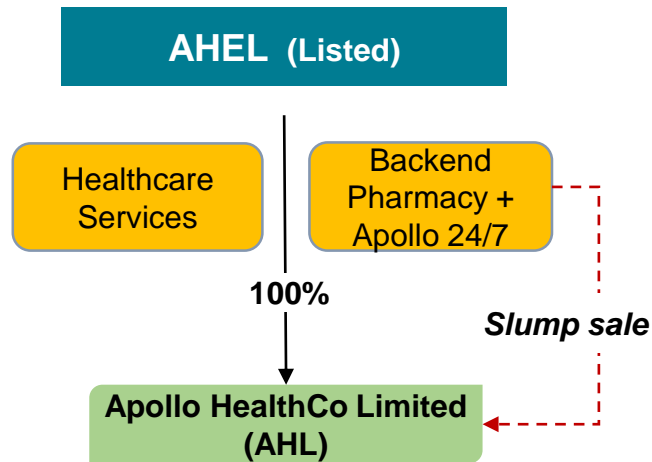 AHEL (Listed)
Healthcare
Services
Backend
Pharmacy +
Apollo 24/7
100%
Slump sale
Apollo HealthCo Limited
(AHL)